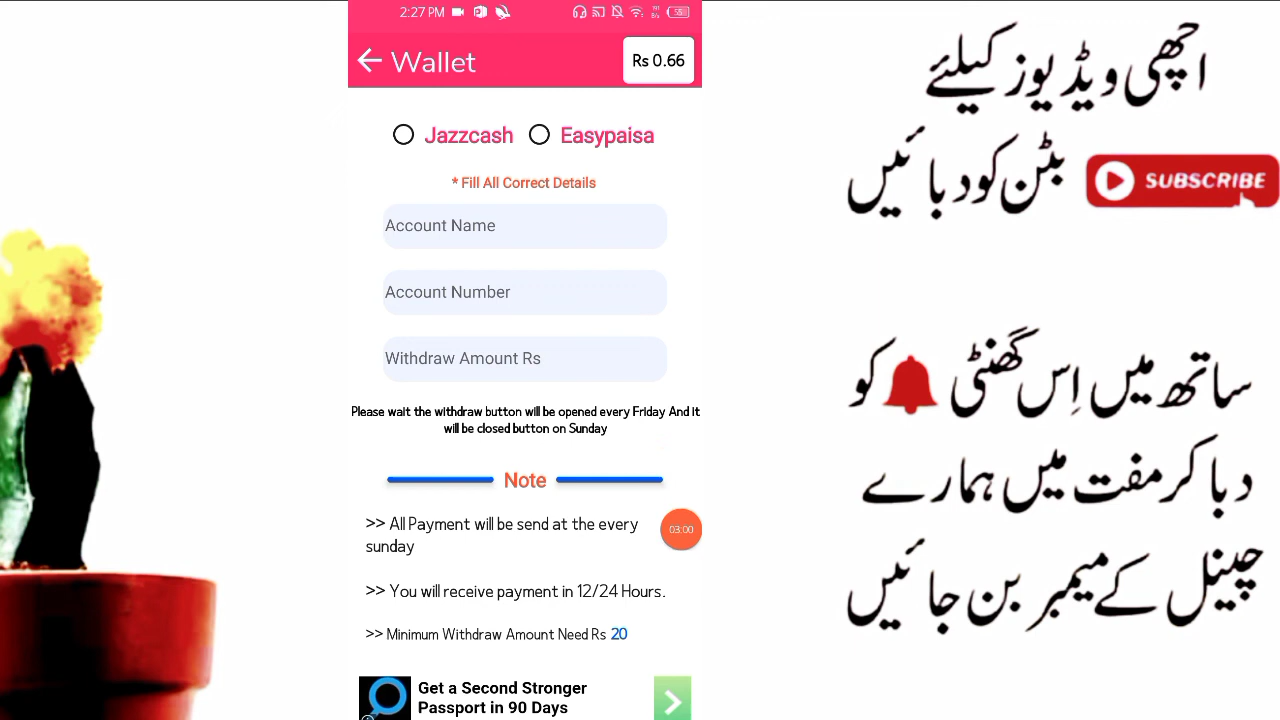 2:27 PM
Wallet
Rs 0.66
Jazzcash
Easypaisa
* Fill All Correct Details
Account Name
Account Number
Withdraw Amount Rs
Please wait the withdraw button will be opened every Friday And It
will be closed button on Sunday
Note
>> All Payment will be send at the every
sunday
03:00
>> You will receive payment in 12/24 Hours.
>> Minimum Withdraw Amount Need Rs 20
Get a Second Stronger
Passport in 90 Days
اچھی ویڈیوز کیلئے
بٹن کو دبائیں SUBSCRIBE
ساتھ میں اِس گھنٹی کو
دبا کر مفت میں ہمارے
چینل کے میمبر بن جائیں